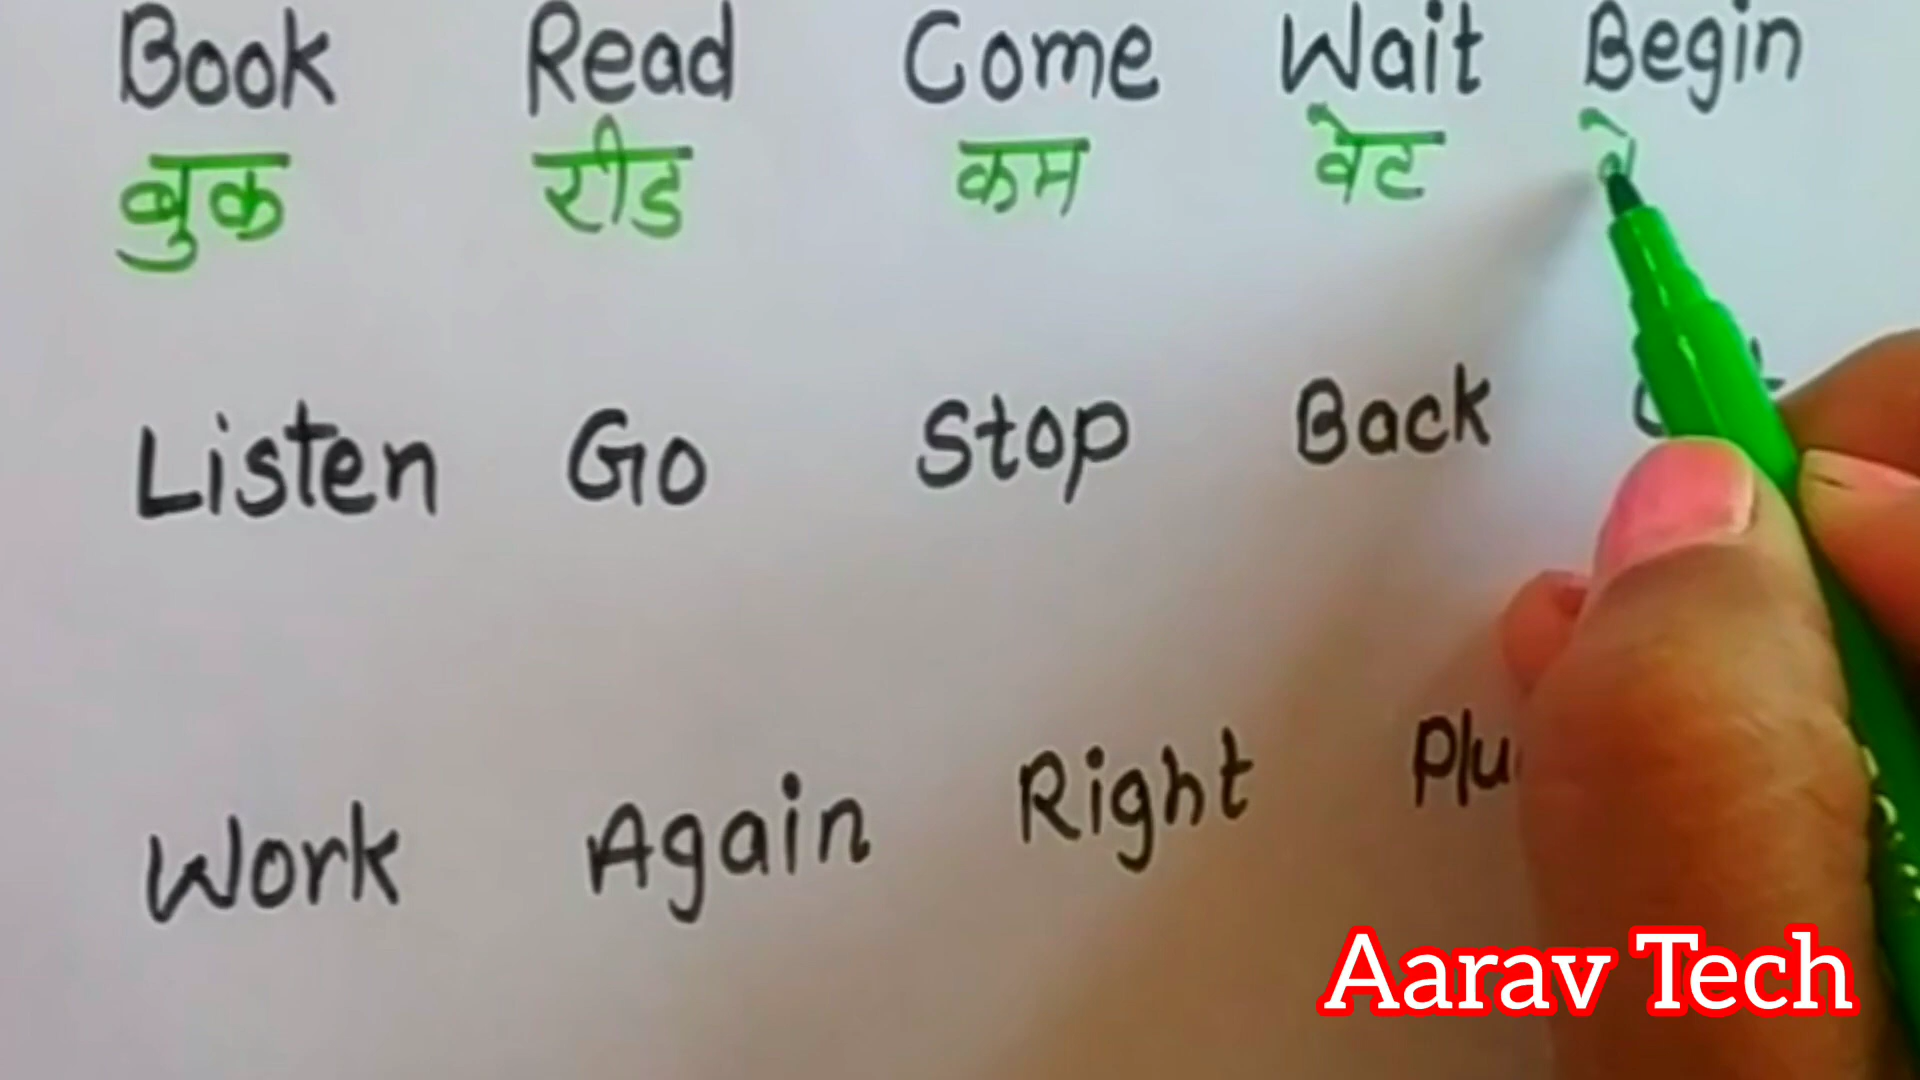 Book Read Come Wait Begin
बुक रीड कम वेट बे
Listen Go Stop Back
Work Again Right
Aarav Tech